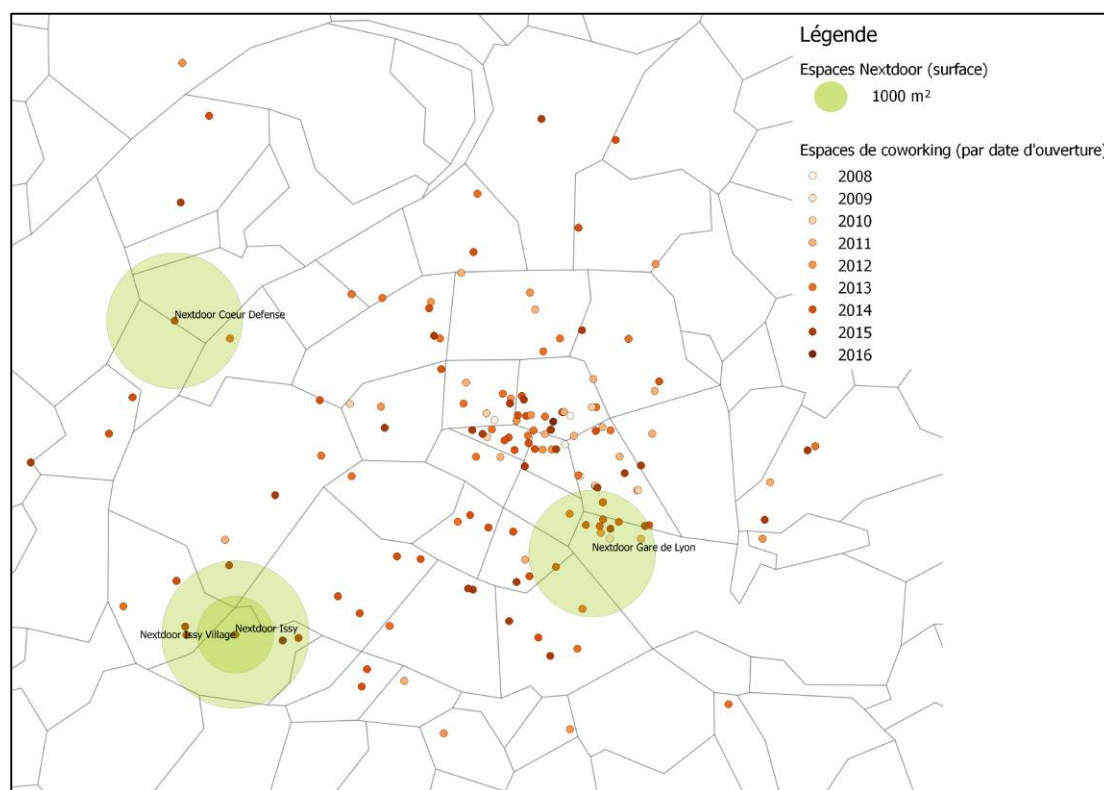 Légende
Espaces Nextdoor (surface)
1000 m²
Espaces de coworking (par date d'ouverture)
2008
2009
2010
2011
2012
2013
2014
2015
2016
Nextdoor Coeur Defense
Nextdoor Gare de Lyon
Nextdoor Issy
Nextdoor Issy Village